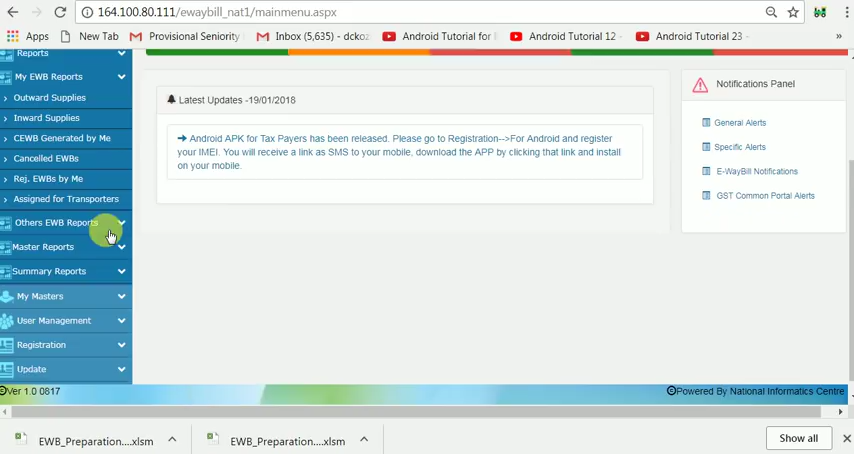 164.100.80.111/ewaybill_nat1/mainmenu.aspx
Apps
New Tab
Provisional Seniority
Inbox (5,635) - dckoz
Android Tutorial for
Android Tutorial 12 -
Android Tutorial 23 -
»
Reports
My EWB Reports
Outward Supplies
Inward Supplies
CEWB Generated by Me
Cancelled EWBs
Rej. EWBs by Me
Assigned for Transporters
Others EWB Reports
Master Reports
Summary Reports
My Masters
User Management
Registration
Update
Latest Updates -19/01/2018
Android APK for Tax Payers has been released. Please go to Registration-->For Android and register
your IMEI. You will receive a link as SMS to your mobile, download the APP by clicking that link and install
on your mobile.
Notifications Panel
General Alerts
Specific Alerts
E-WayBill Notifications
GST Common Portal Alerts
©Ver 1.0 0817
©Powered By National Informatics Centre
EWB_Preparation....xlsm
EWB_Preparation....xlsm
Show all